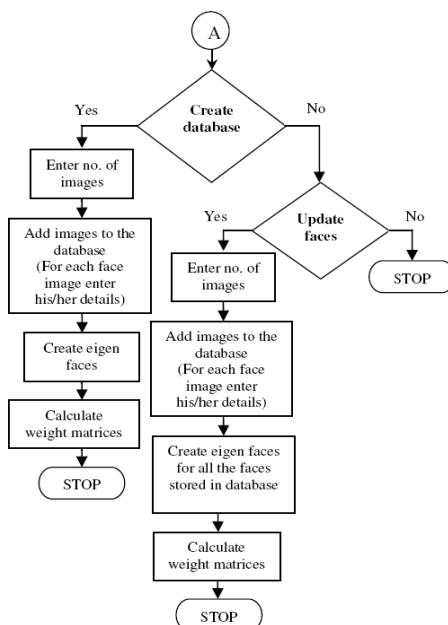 A
Create
database
Yes
No
Enter no. of
images
Add images to the
database
(For each face
image enter
his/her details)
Create eigen
faces
Calculate
weight matrices
STOP
Update
faces
Yes
No
STOP
Enter no. of
images
Add images to the
database
(For each face
image enter
his/her details)
Create eigen faces
for all the faces
stored in database
Calculate
weight matrices
STOP